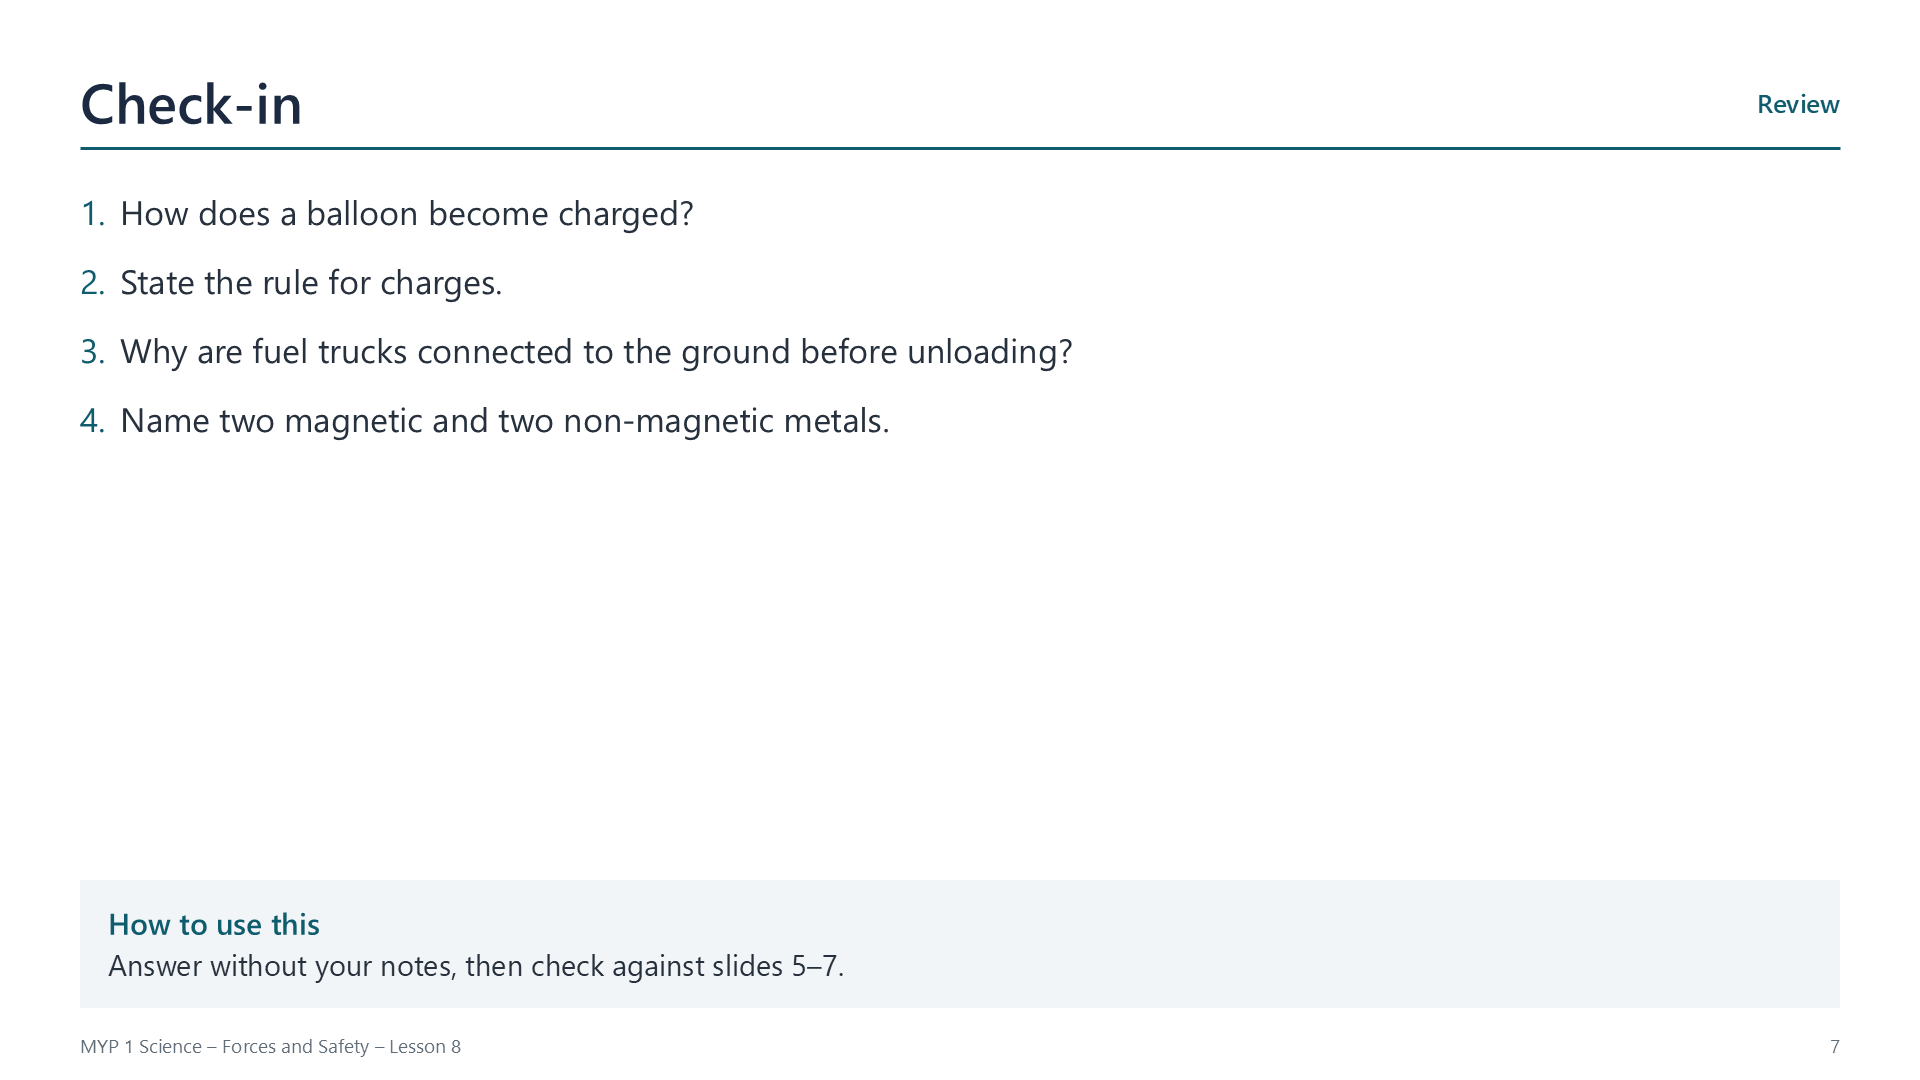 Check-in
Review
1. How does a balloon become charged?
2. State the rule for charges.
3. Why are fuel trucks connected to the ground before unloading?
4. Name two magnetic and two non-magnetic metals.
How to use this
Answer without your notes, then check against slides 5–7.
MYP 1 Science – Forces and Safety – Lesson 8
7